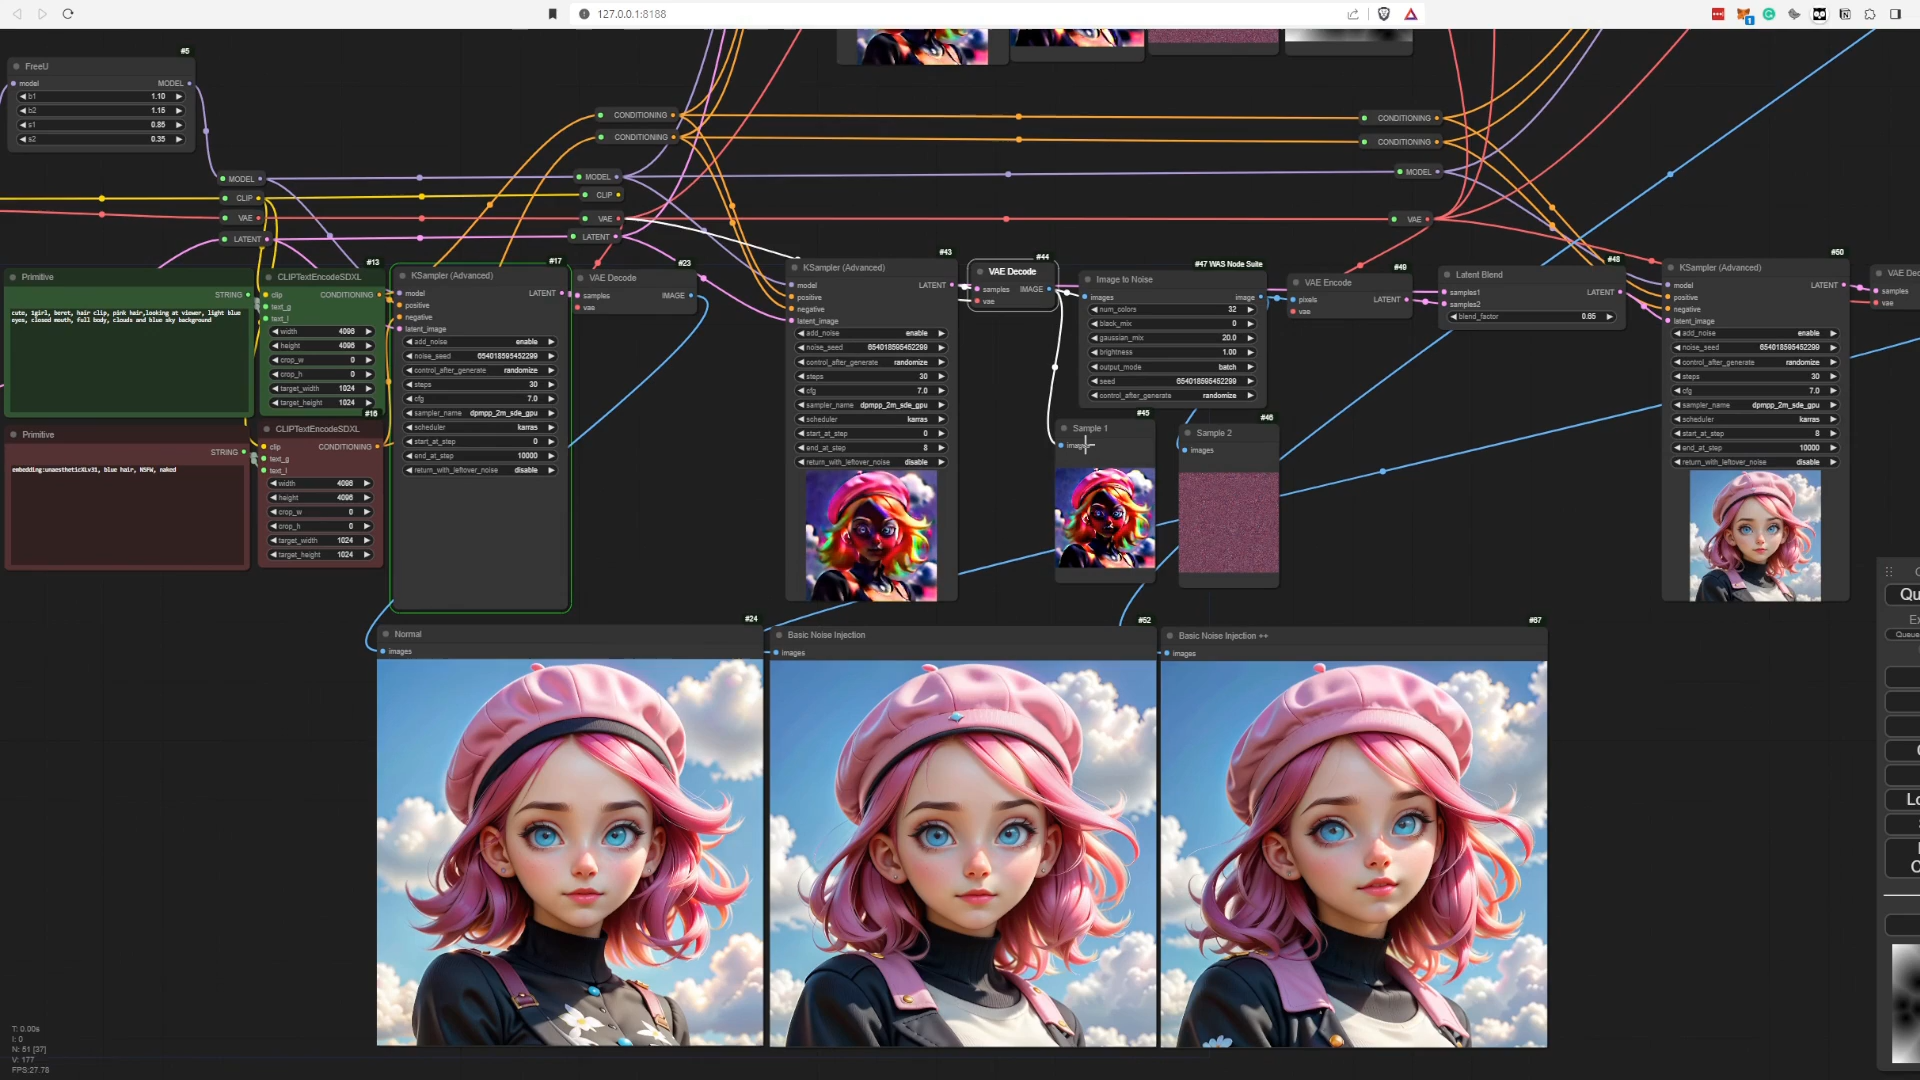 127.0.0.1:8188
#5
FreeU
model MODEL
b1 1.10
b2 1.15
s1 0.85
s2 0.35
CONDITIONING
CONDITIONING
MODEL
CLIP
VAE
LATENT
MODEL
CLIP
VAE
LATENT
CONDITIONING
CONDITIONING
MODEL
VAE
Primitive
STRING
cute, 1girl, beret, hair clip, pink hair,looking at viewer, light blue
eyes, closed mouth, full body, clouds and blue sky background
Primitive
STRING
embedding:unaestheticXLv31, blue hair, NSFW, naked
#13
CLIPTextEncodeSDXL
clip CONDITIONING
text_g
text_l
width 4096
height 4096
crop_w 0
crop_h 0
target_width 1024
target_height 1024
#16
CLIPTextEncodeSDXL
clip CONDITIONING
text_g
text_l
width 4096
height 4096
crop_w 0
crop_h 0
target_width 1024
target_height 1024
#17
KSampler (Advanced)
model LATENT
positive
negative
latent_image
add_noise enable
noise_seed 654018595452299
control_after_generate randomize
steps 30
cfg 7.0
sampler_name dpmpp_2m_sde_gpu
scheduler karras
start_at_step 0
end_at_step 10000
return_with_leftover_noise disable
#23
VAE Decode
samples IMAGE
vae
#43
KSampler (Advanced)
model LATENT
positive
negative
latent_image
add_noise enable
noise_seed 654018595452299
control_after_generate randomize
steps 30
cfg 7.0
sampler_name dpmpp_2m_sde_gpu
scheduler karras
start_at_step 0
end_at_step 8
return_with_leftover_noise disable
#44
VAE Decode
samples IMAGE
vae
#47 WAS Node Suite
Image to Noise
images image
num_colors 32
black_mix 0
gaussian_mix 20.0
brightness 1.00
output_mode batch
seed 654018595452299
control_after_generate randomize
#45
Sample 1
images
#46
Sample 2
images
#49
VAE Encode
pixels LATENT
vae
#48
Latent Blend
samples1 LATENT
samples2
blend_factor 0.65
#50
KSampler (Advanced)
model LATENT
positive
negative
latent_image
add_noise enable
noise_seed 654018595452299
control_after_generate randomize
steps 30
cfg 7.0
sampler_name dpmpp_2m_sde_gpu
scheduler karras
start_at_step 8
end_at_step 10000
return_with_leftover_noise disable
VAE Dec
samples
vae
#24
Normal
images
#52
Basic Noise Injection
images
#67
Basic Noise Injection ++
images
Qu
Ex
Queue
Lo
T: 0.00s
I: 0
N: 51 [37]
V: 177
FPS:27.78